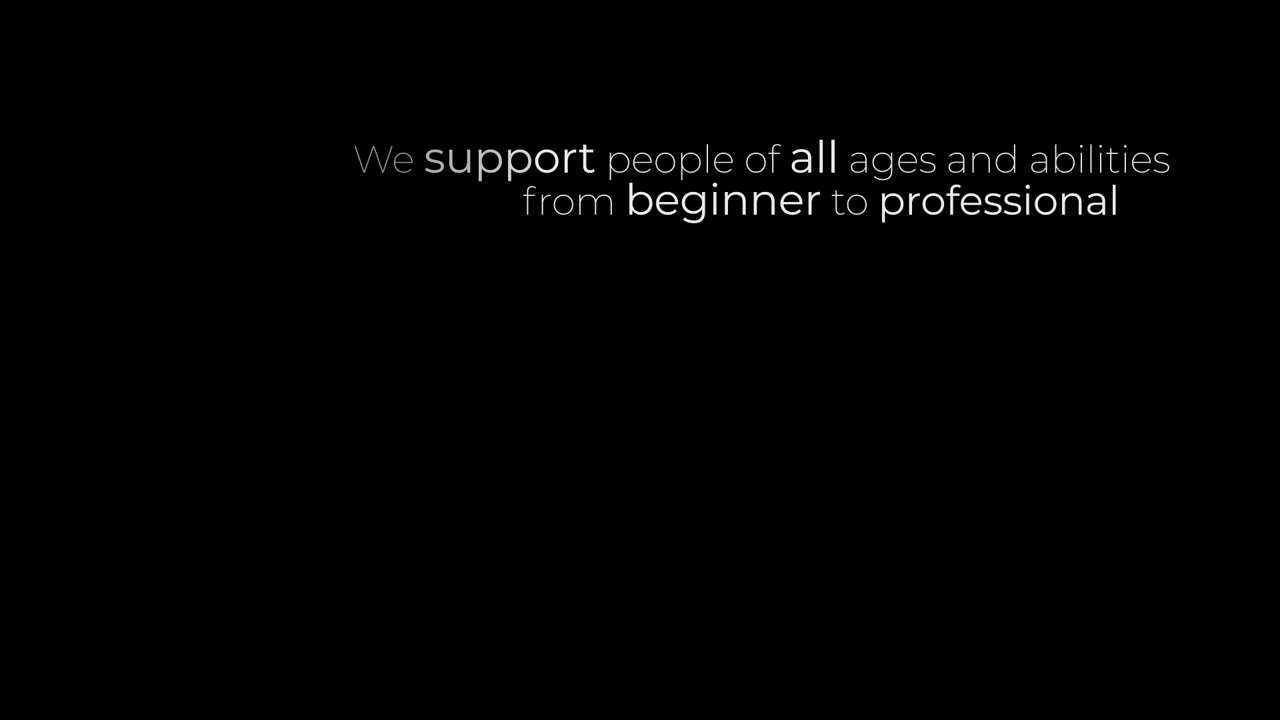 We support people of all ages and abilities
from beginner to professional